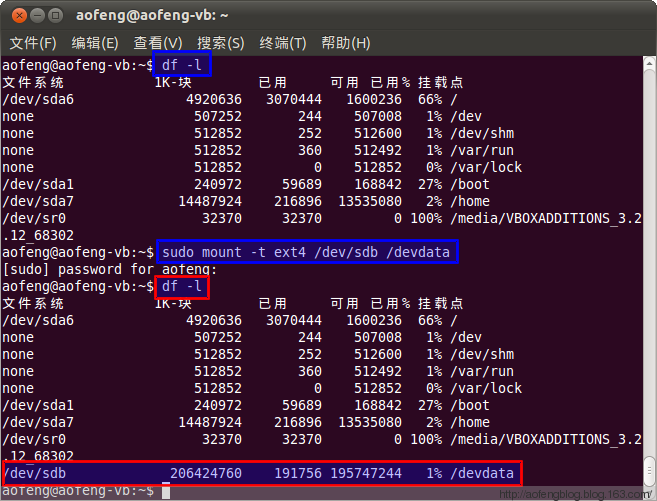 aofeng@aofeng-vb: ~
文件(F) 编辑(E) 查看(V) 搜索(S) 终端(T) 帮助(H)
aofeng@aofeng-vb:~$ df -l
文件系统 1K-块 已用 可用 已用% 挂载点
/dev/sda6 4920636 3070444 1600236 66% /
none 507252 244 507008 1% /dev
none 512852 252 512600 1% /dev/shm
none 512852 360 512492 1% /var/run
none 512852 0 512852 0% /var/lock
/dev/sda1 240972 59689 168842 27% /boot
/dev/sda7 14487924 216896 13535080 2% /home
/dev/sr0 32370 32370 0 100% /media/VBOXADDITIONS_3.2
.12_68302
aofeng@aofeng-vb:~$ sudo mount -t ext4 /dev/sdb /devdata
[sudo] password for aofeng:
aofeng@aofeng-vb:~$ df -l
文件系统 1K-块 已用 可用 已用% 挂载点
/dev/sda6 4920636 3070444 1600236 66% /
none 507252 244 507008 1% /dev
none 512852 252 512600 1% /dev/shm
none 512852 360 512492 1% /var/run
none 512852 0 512852 0% /var/lock
/dev/sda1 240972 59689 168842 27% /boot
/dev/sda7 14487924 216896 13535080 2% /home
/dev/sr0 32370 32370 0 100% /media/VBOXADDITIONS_3.2
.12_68302
/dev/sdb 206424760 191756 195747244 1% /devdata
aofeng@aofeng-vb:~$
http://aofengblog.blog.163.com/